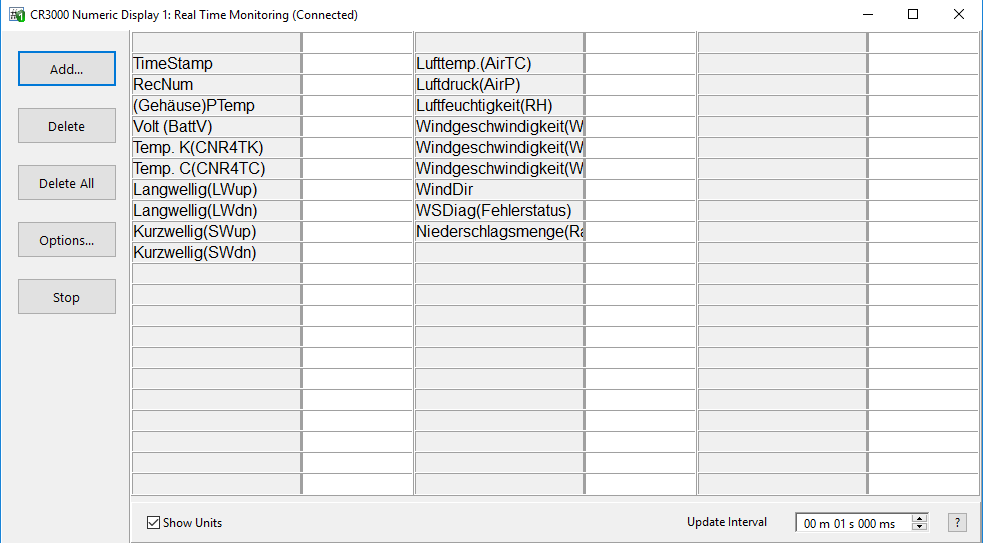 CR3000 Numeric Display 1: Real Time Monitoring (Connected)
Add...
Delete
Delete All
Options...
Stop
TimeStamp
RecNum
(Gehäuse)PTemp
Volt (BattV)
Temp. K(CNR4TK)
Temp. C(CNR4TC)
Langwellig(LWup)
Langwellig(LWdn)
Kurzwellig(SWup)
Kurzwellig(SWdn)
Lufttemp.(AirTC)
Luftdruck(AirP)
Luftfeuchtigkeit(RH)
Windgeschwindigkeit(W
Windgeschwindigkeit(W
Windgeschwindigkeit(W
WindDir
WSDiag(Fehlerstatus)
Niederschlagsmenge(Ra
Show Units
Update Interval
00 m 01 s 000 ms
?